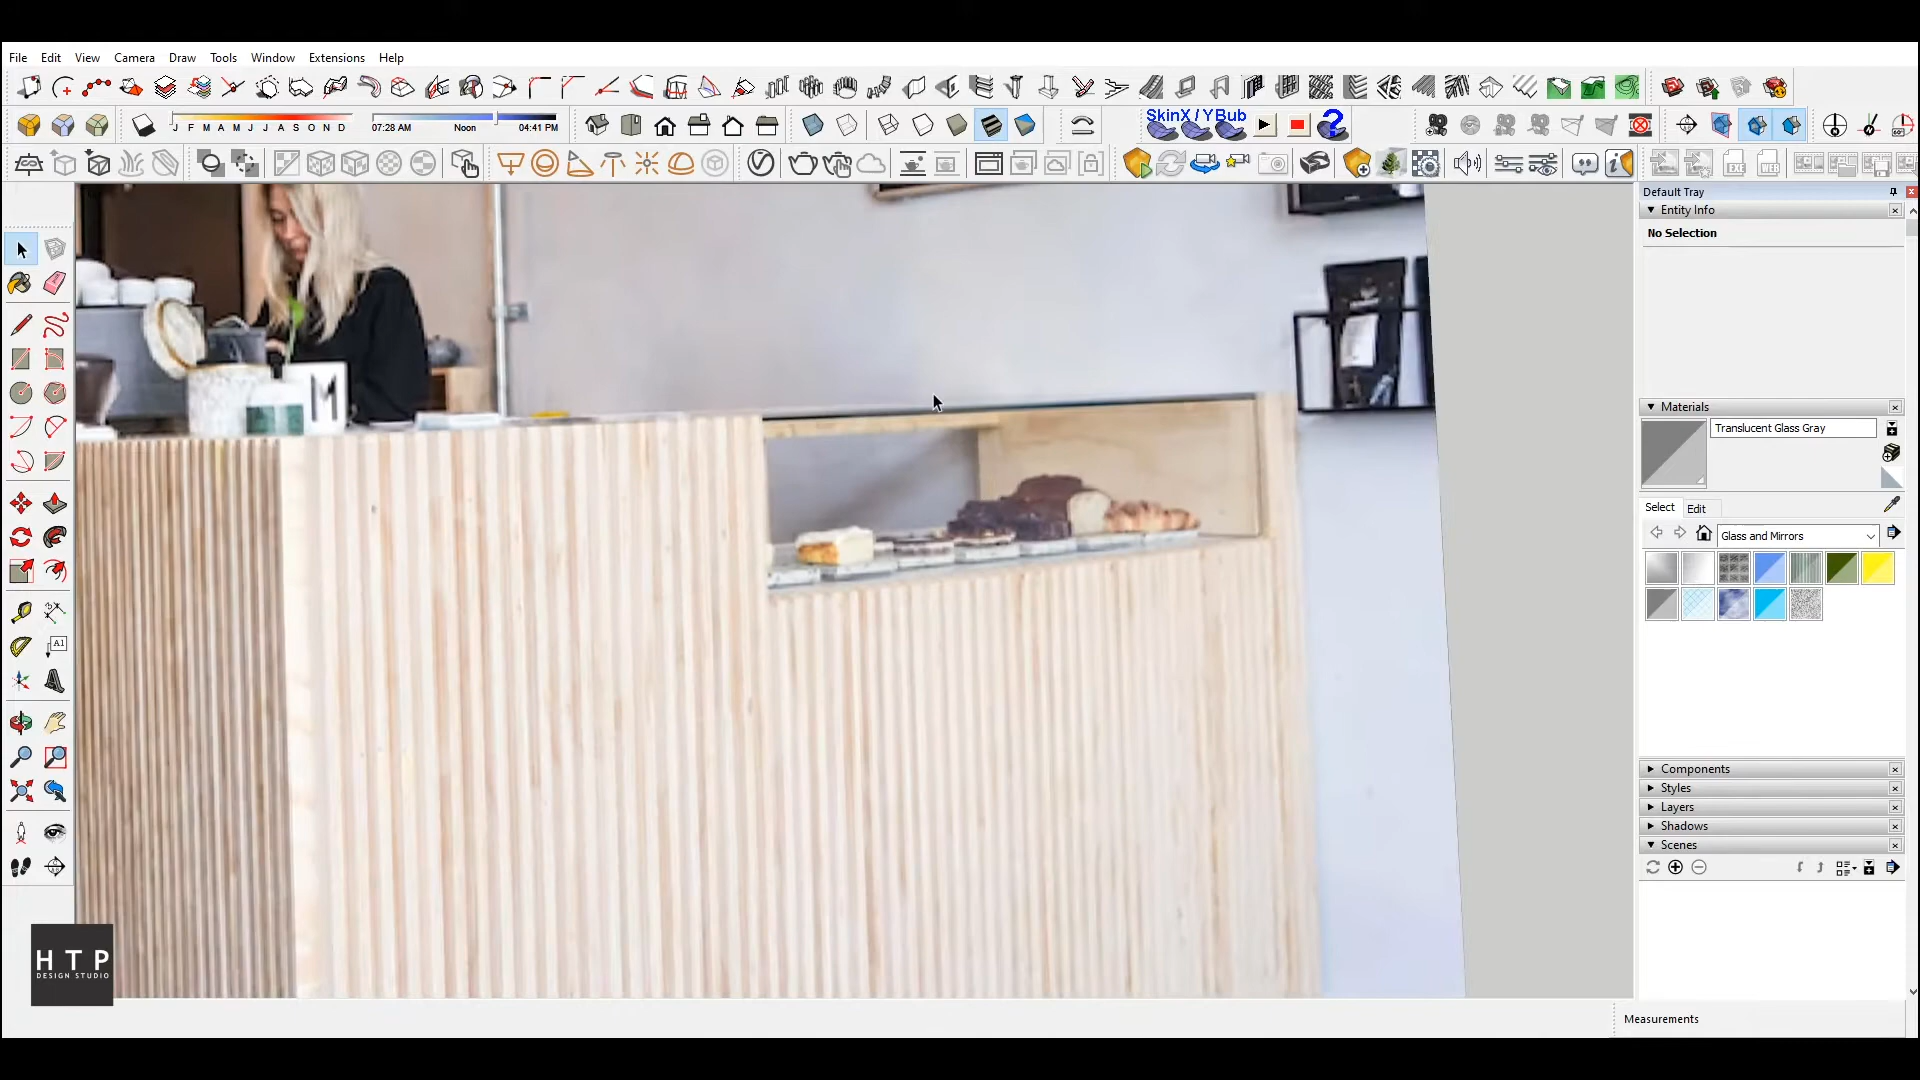 File Edit View Camera Draw Tools Window Extensions Help
J F M A M J J A S O N D 07:28 AM Noon 04:41 PM SkinX / YBub
Default Tray
Entity Info
No Selection
Materials
Translucent Glass Gray
Select Edit
Glass and Mirrors
Components
Styles
Layers
Shadows
Scenes
A1
M
HTP
DESIGN STUDIO
Measurements